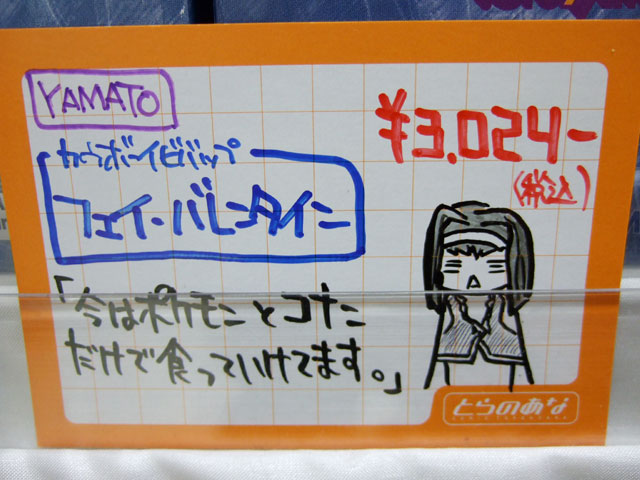 YAMATO
¥3.024-
(税込)
カウボーイビバップ
フェイ・バレンタイン
「今はポケモンとコナン
だけで食っていけてます。」
とらのあな